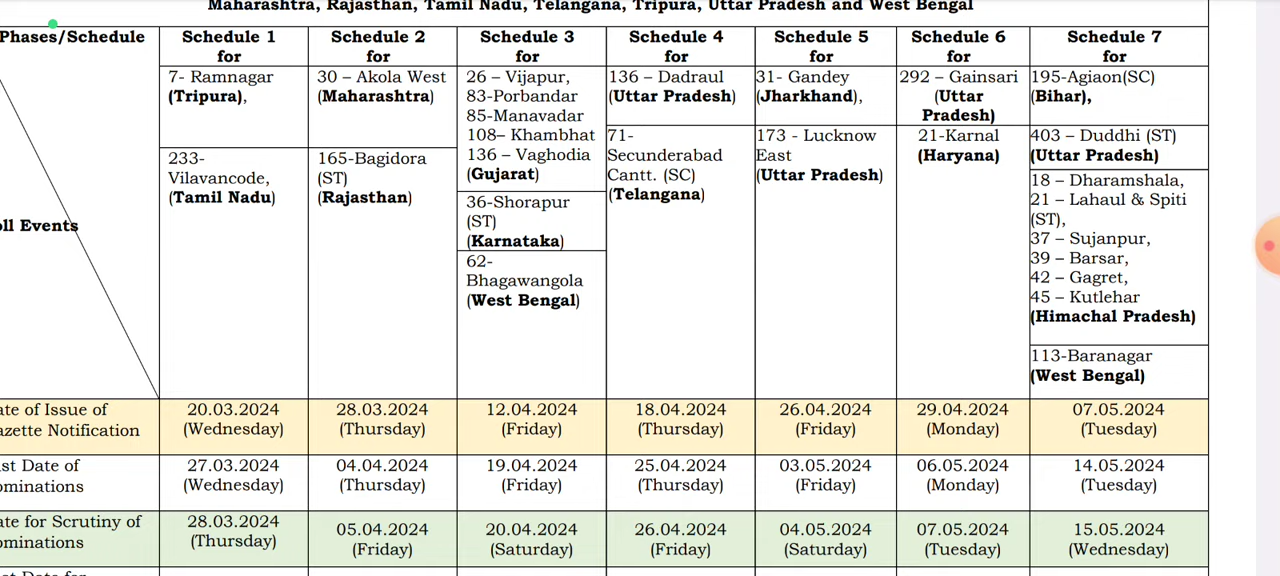 Maharashtra, Rajasthan, Tamil Nadu, Telangana, Tripura, Uttar Pradesh and West Bengal
Phases/Schedule
Schedule 1
for
Schedule 2
for
Schedule 3
for
Schedule 4
for
Schedule 5
for
Schedule 6
for
Schedule 7
for
7- Ramnagar
(Tripura),
233-
Vilavancode,
(Tamil Nadu)
30 – Akola West
(Maharashtra)
165-Bagidora
(ST)
(Rajasthan)
26 – Vijapur,
83-Porbandar
85-Manavadar
108– Khambhat
136 – Vaghodia
(Gujarat)
36-Shorapur
(ST)
(Karnataka)
62-
Bhagawangola
(West Bengal)
136 – Dadraul
(Uttar Pradesh)
71-
Secunderabad
Cantt. (SC)
(Telangana)
31- Gandey
(Jharkhand),
173 - Lucknow
East
(Uttar Pradesh)
292 – Gainsari
(Uttar
Pradesh)
21-Karnal
(Haryana)
195-Agiaon(SC)
(Bihar),
403 – Duddhi (ST)
(Uttar Pradesh)
18 – Dharamshala,
21 – Lahaul & Spiti
(ST),
37 – Sujanpur,
39 – Barsar,
42 – Gagret,
45 – Kutlehar
(Himachal Pradesh)
113-Baranagar
(West Bengal)
oll Events
ate of Issue of
azette Notification
20.03.2024
(Wednesday)
28.03.2024
(Thursday)
12.04.2024
(Friday)
18.04.2024
(Thursday)
26.04.2024
(Friday)
29.04.2024
(Monday)
07.05.2024
(Tuesday)
st Date of
ominations
27.03.2024
(Wednesday)
04.04.2024
(Thursday)
19.04.2024
(Friday)
25.04.2024
(Thursday)
03.05.2024
(Friday)
06.05.2024
(Monday)
14.05.2024
(Tuesday)
ate for Scrutiny of
ominations
28.03.2024
(Thursday)
05.04.2024
(Friday)
20.04.2024
(Saturday)
26.04.2024
(Friday)
04.05.2024
(Saturday)
07.05.2024
(Tuesday)
15.05.2024
(Wednesday)